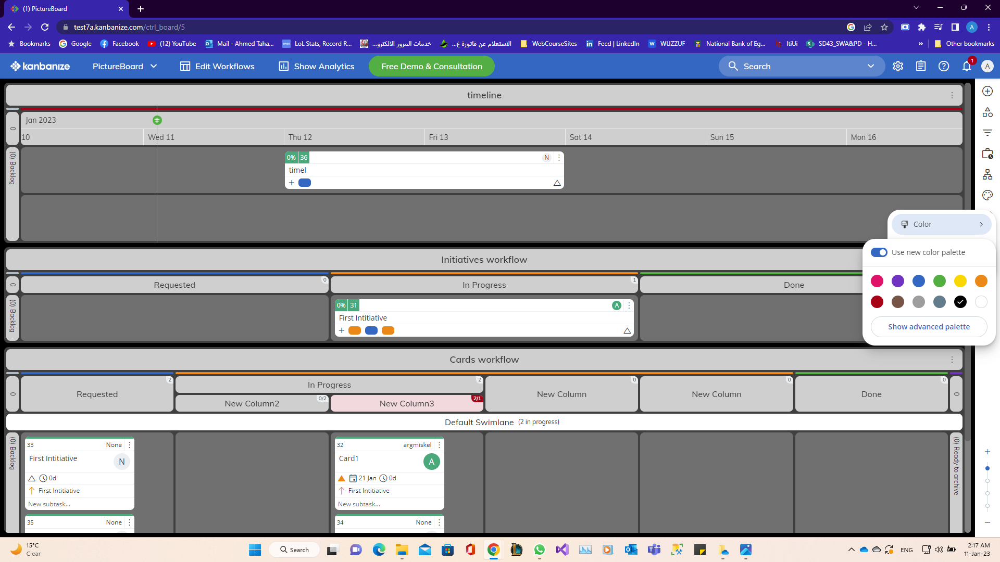 (1) PictureBoard
test7a.kanbanize.com/ctrl_board/5
A
Bookmarks
Google
Facebook
(12) YouTube
Mail - Ahmed Taha...
LoL Stats, Record R...
خدمات المرور الالكترو...
الاستعلام عن فاتورة غ...
WebCourseSites
Feed | LinkedIn
WUZZUF
National Bank of Eg...
ItiUi
SD43_SWA&PD - H...
»
Other bookmarks
kanbanize
PictureBoard
Edit Workflows
Show Analytics
Free Demo & Consultation
Search
1
A
timeline
0
Jan 2023
10
Wed 11
Thu 12
Fri 13
Sat 14
Sun 15
Mon 16
(0) Backlog
0% 36
N
timel
Color
Use new color palette
Show advanced palette
Initiatives workflow
0
Requested
0
In Progress
1
Done
(0) Backlog
0% 31
A
First Intitiative
Cards workflow
0
Requested
2
In Progress
2
New Column2
0/2
New Column3
2/1
New Column
0
New Column
0
Done
0
0
Default Swimlane (2 in progress)
(0) Backlog
33 None
First Intitiative
N
0d
First Intitiative
New subtask...
35 None
32 argmiskel
Card1
A
21 Jan 0d
First Intitiative
New subtask...
34 None
(0) Ready to archive
15°C
Clear
Search
ENG
2:17 AM
11-Jan-23